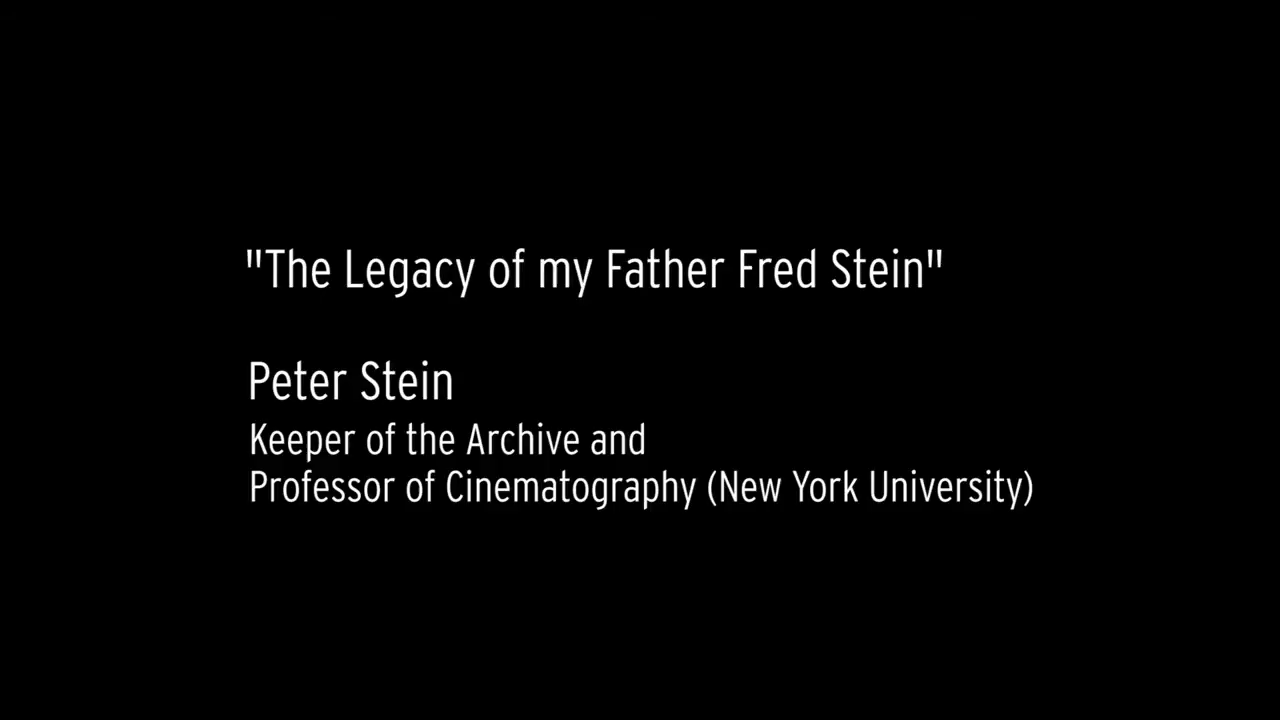 "The Legacy of my Father Fred Stein"
Peter Stein
Keeper of the Archive and
Professor of Cinematography (New York University)